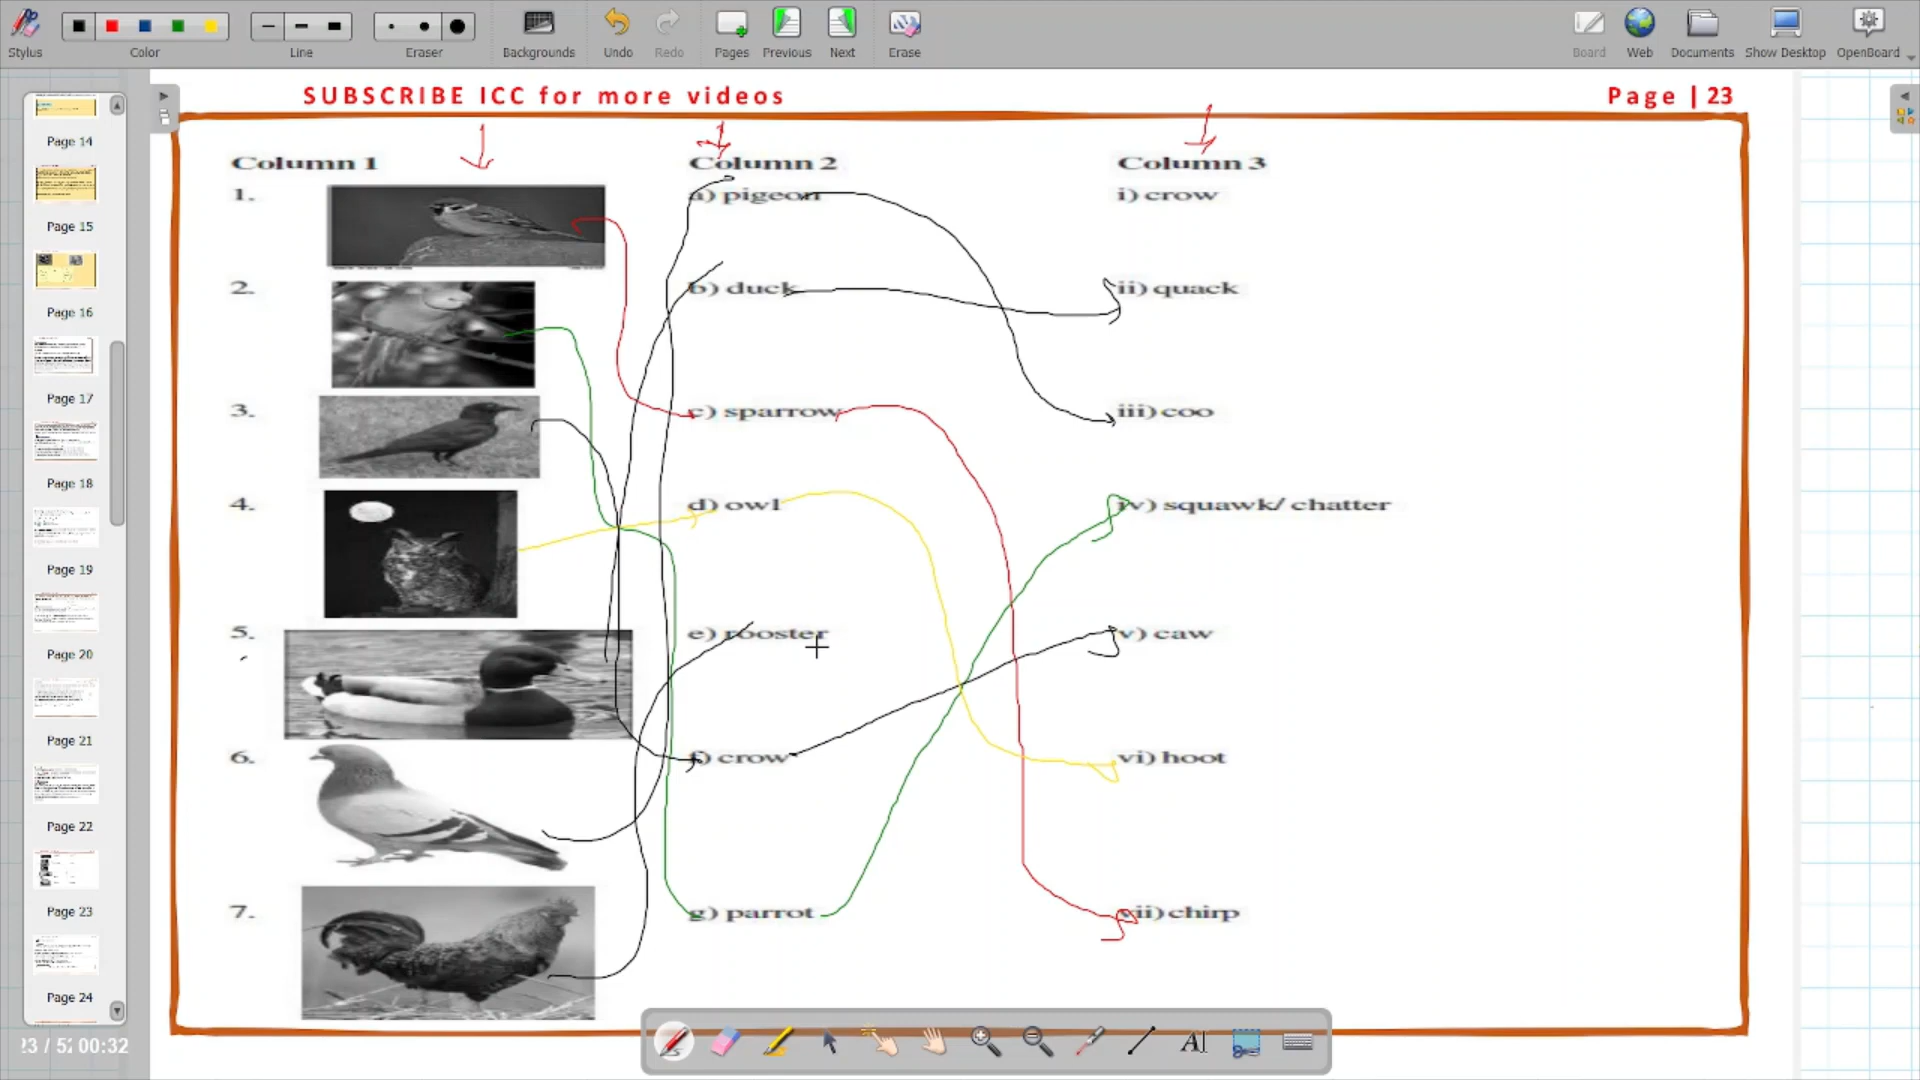 Stylus
Color
Line
Eraser
Backgrounds
Undo
Redo
Pages
Previous
Next
Erase
Board
Web
Documents
Show Desktop
OpenBoard
SUBSCRIBE ICC for more videos
Page | 23
Column 1
Column 2
Column 3
1.
a) pigeon
i) crow
2.
b) duck
ii) quack
3.
c) sparrow
iii) coo
4.
d) owl
iv) squawk/ chatter
5.
e) rooster
v) caw
6.
f) crow
vi) hoot
7.
g) parrot
vii) chirp
Page 14
Page 15
Page 16
Page 17
Page 18
Page 19
Page 20
Page 21
Page 22
Page 23
Page 24
00:32